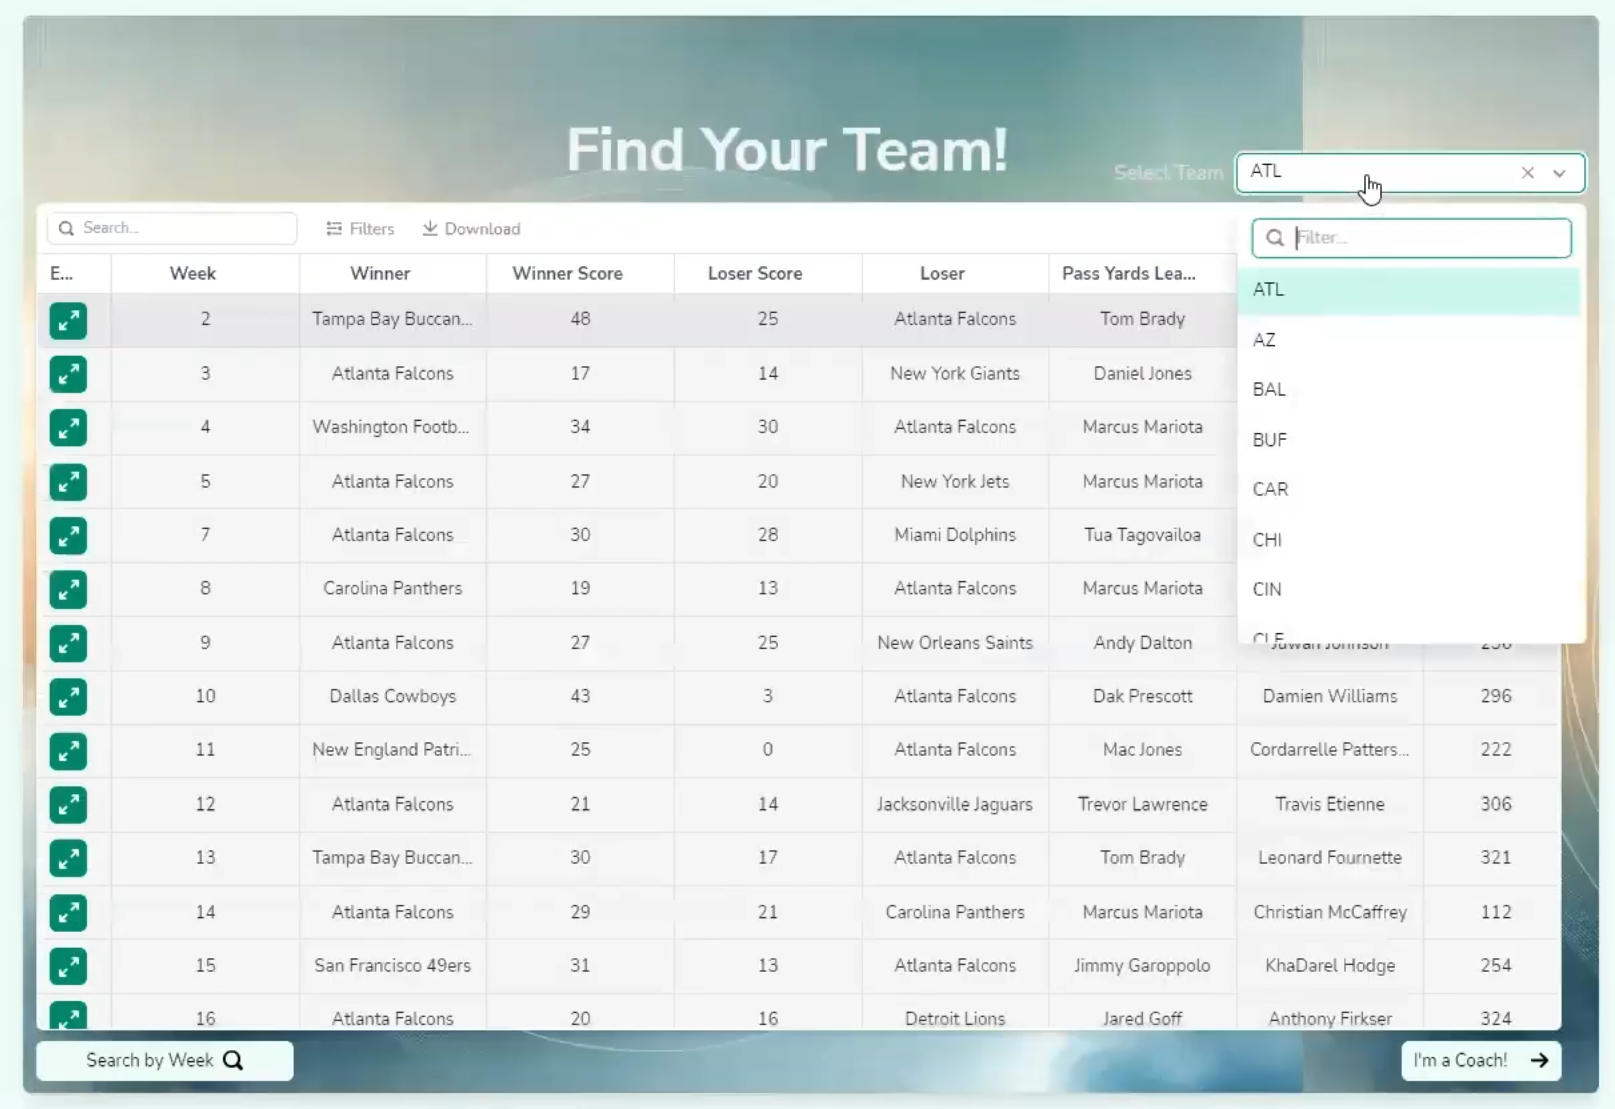 Find Your Team!
Select Team ATL
Search...
Filters
Download
Filter...
E... Week Winner Winner Score Loser Score Loser Pass Yards Lea...
ATL
AZ
BAL
BUF
CAR
CHI
CIN
2 Tampa Bay Buccan... 48 25 Atlanta Falcons Tom Brady
3 Atlanta Falcons 17 14 New York Giants Daniel Jones
4 Washington Footb... 34 30 Atlanta Falcons Marcus Mariota
5 Atlanta Falcons 27 20 New York Jets Marcus Mariota
7 Atlanta Falcons 30 28 Miami Dolphins Tua Tagovailoa
8 Carolina Panthers 19 13 Atlanta Falcons Marcus Mariota
9 Atlanta Falcons 27 25 New Orleans Saints Andy Dalton
10 Dallas Cowboys 43 3 Atlanta Falcons Dak Prescott Damien Williams 296
11 New England Patri... 25 0 Atlanta Falcons Mac Jones Cordarrelle Patters... 222
12 Atlanta Falcons 21 14 Jacksonville Jaguars Trevor Lawrence Travis Etienne 306
13 Tampa Bay Buccan... 30 17 Atlanta Falcons Tom Brady Leonard Fournette 321
14 Atlanta Falcons 29 21 Carolina Panthers Marcus Mariota Christian McCaffrey 112
15 San Francisco 49ers 31 13 Atlanta Falcons Jimmy Garoppolo KhaDarel Hodge 254
16 Atlanta Falcons 20 16 Detroit Lions Jared Goff Anthony Firkser 324
Search by Week
I'm a Coach!